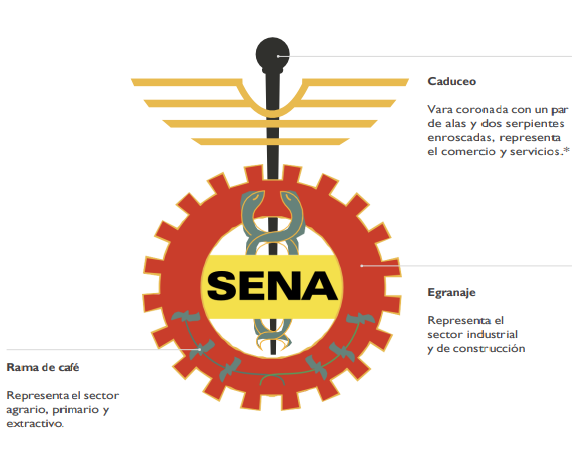 Caduceo
Vara coronada con un par
de alas y dos serpientes
enroscadas, representa
el comercio y servicios.*
SENA
Egranaje
Representa el
sector industrial
y de construcción
Rama de café
Representa el sector
agrario, primario y
extractivo.